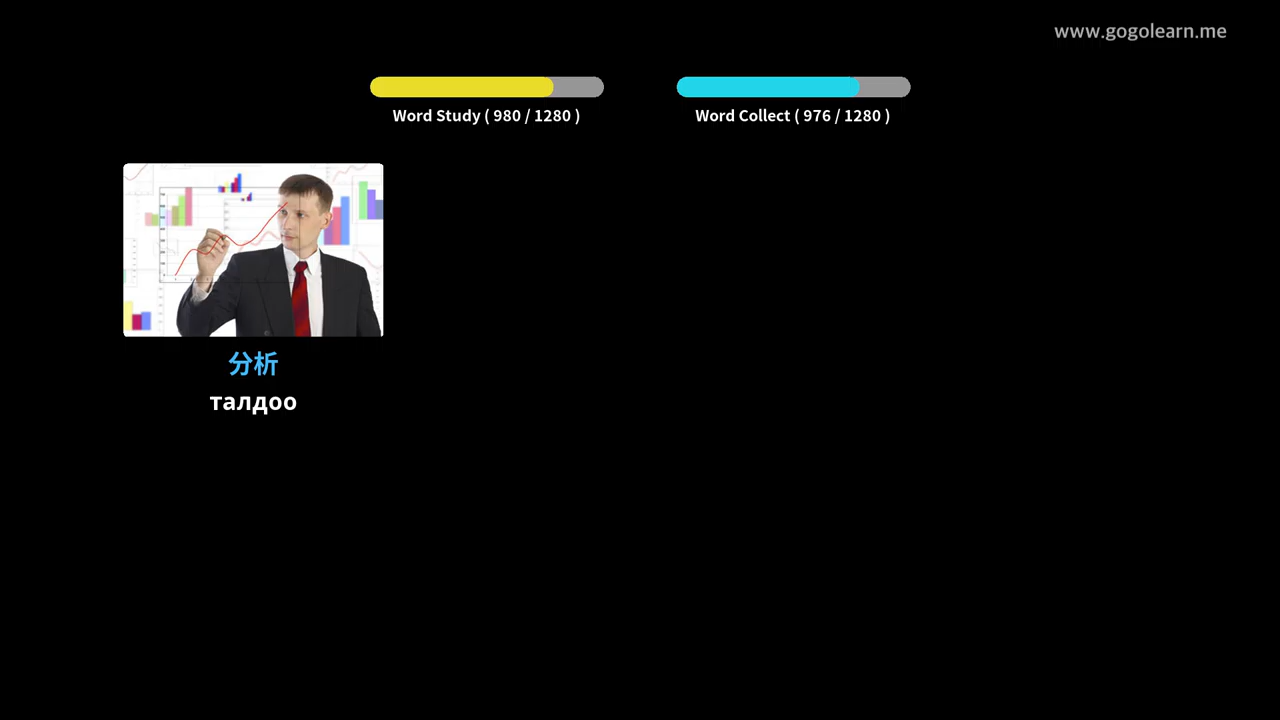 www.gogolearn.me
Word Study ( 980 / 1280 )
Word Collect ( 976 / 1280 )
分析
талдоо